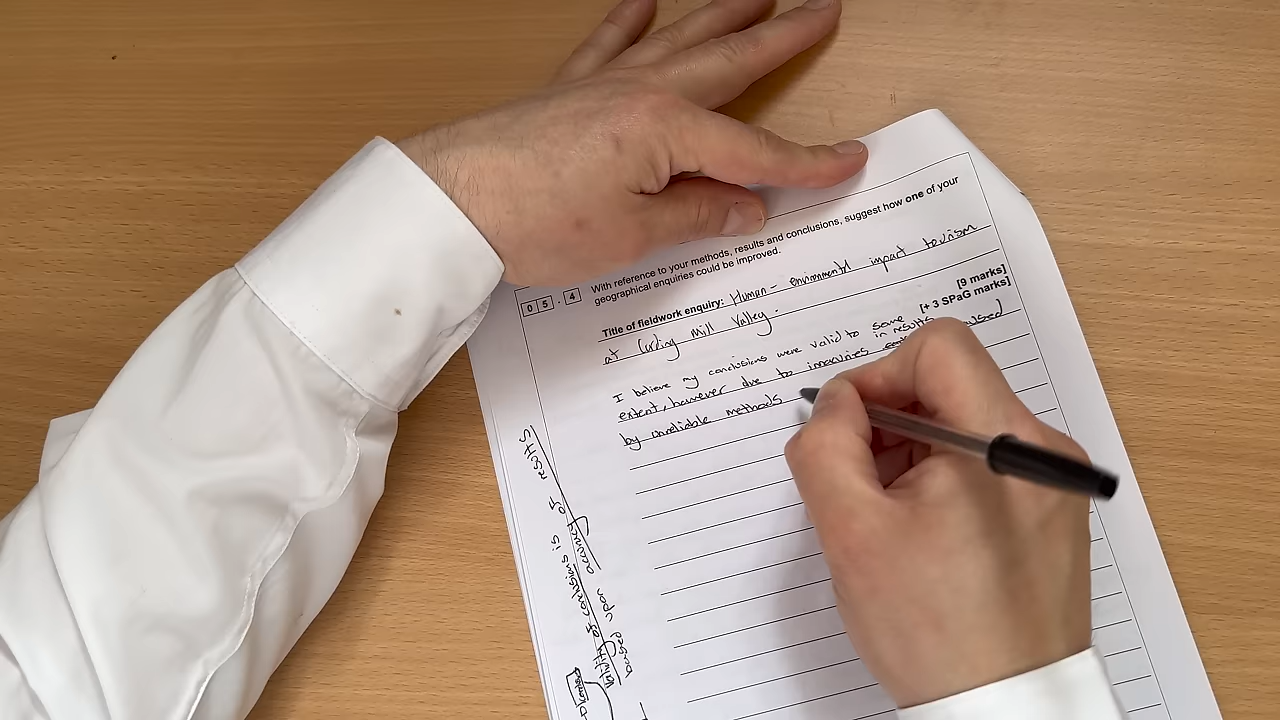 0 5 . 4 With reference to your methods, results and conclusions, suggest how one of your
geographical enquiries could be improved.
Title of fieldwork enquiry: Human - environmental impact tourism
at Carding Mill Valley.
[9 marks]
[+ 3 SPaG marks]
I believe my conclusions were valid to some
extent, however due to in results
by unreliable methods
Validity of conclusions is
based upon accuracy of results